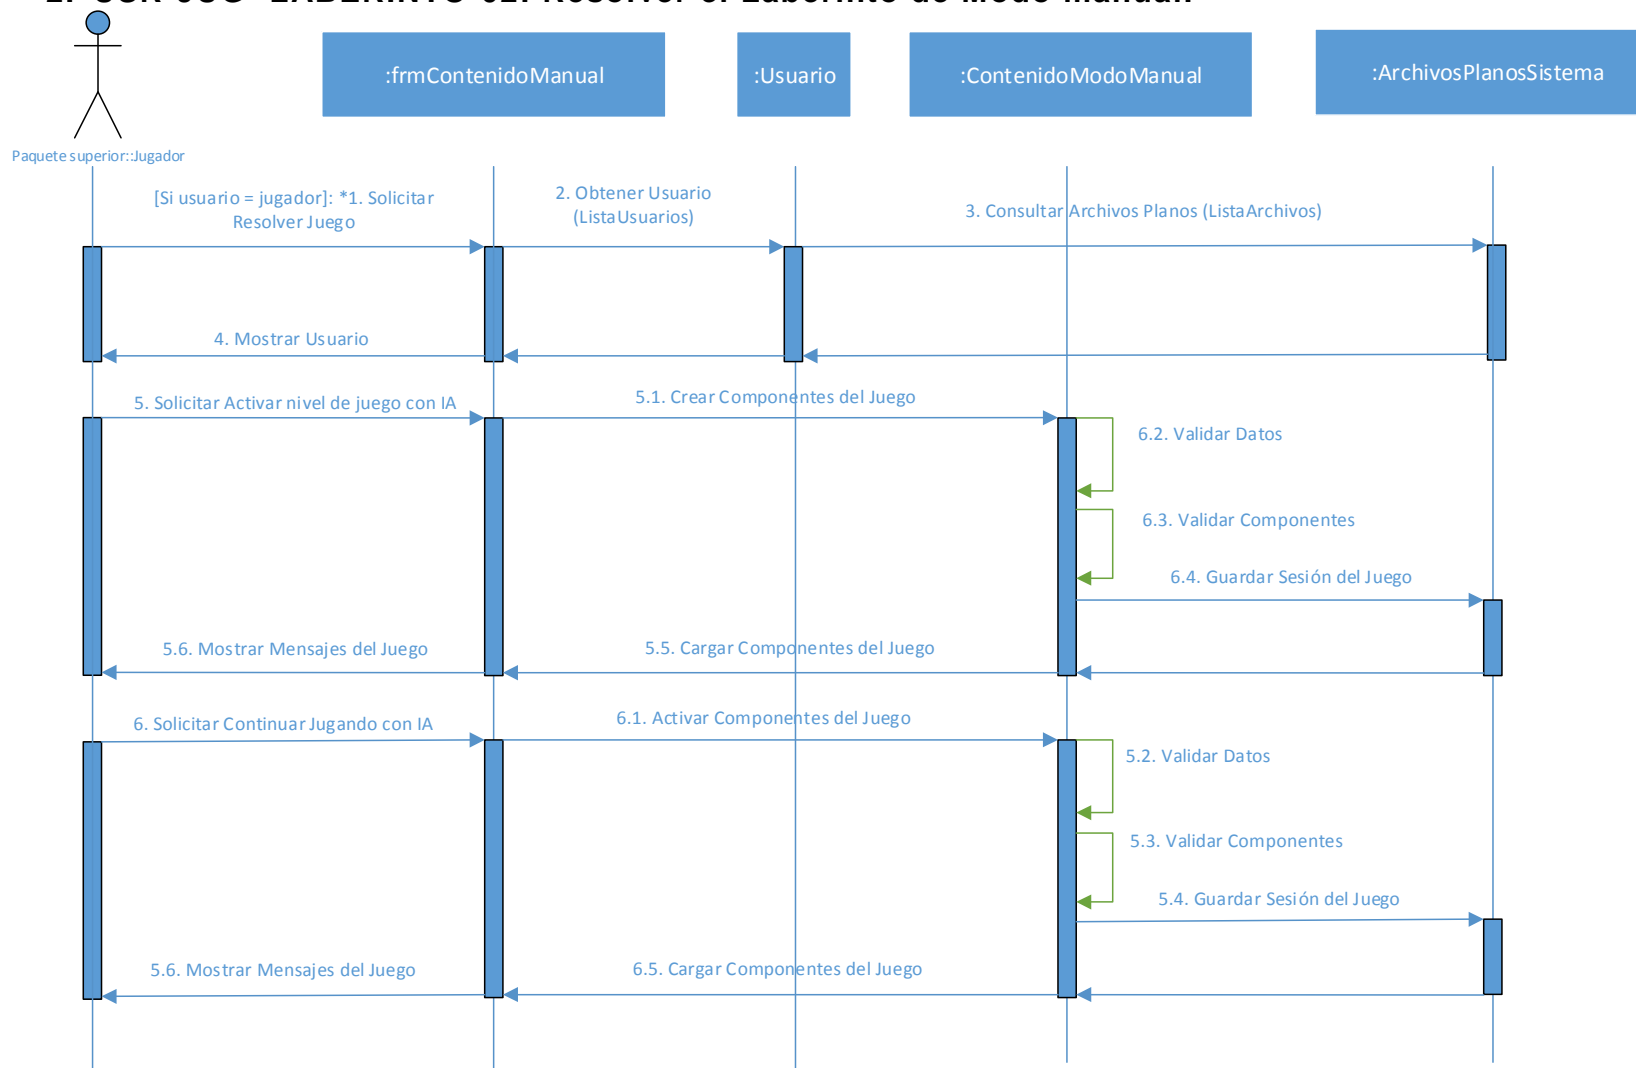 :frmContenidoManual
:Usuario
:ContenidoModoManual
:ArchivosPlanosSistema
Paquete superior::Jugador
[Si usuario = jugador]: *1. Solicitar
Resolver Juego
2. Obtener Usuario
(ListaUsuarios)
3. Consultar Archivos Planos (ListaArchivos)
4. Mostrar Usuario
5. Solicitar Activar nivel de juego con IA
5.1. Crear Componentes del Juego
6.2. Validar Datos
6.3. Validar Componentes
6.4. Guardar Sesión del Juego
5.6. Mostrar Mensajes del Juego
5.5. Cargar Componentes del Juego
6. Solicitar Continuar Jugando con IA
6.1. Activar Componentes del Juego
5.2. Validar Datos
5.3. Validar Componentes
5.4. Guardar Sesión del Juego
5.6. Mostrar Mensajes del Juego
6.5. Cargar Componentes del Juego